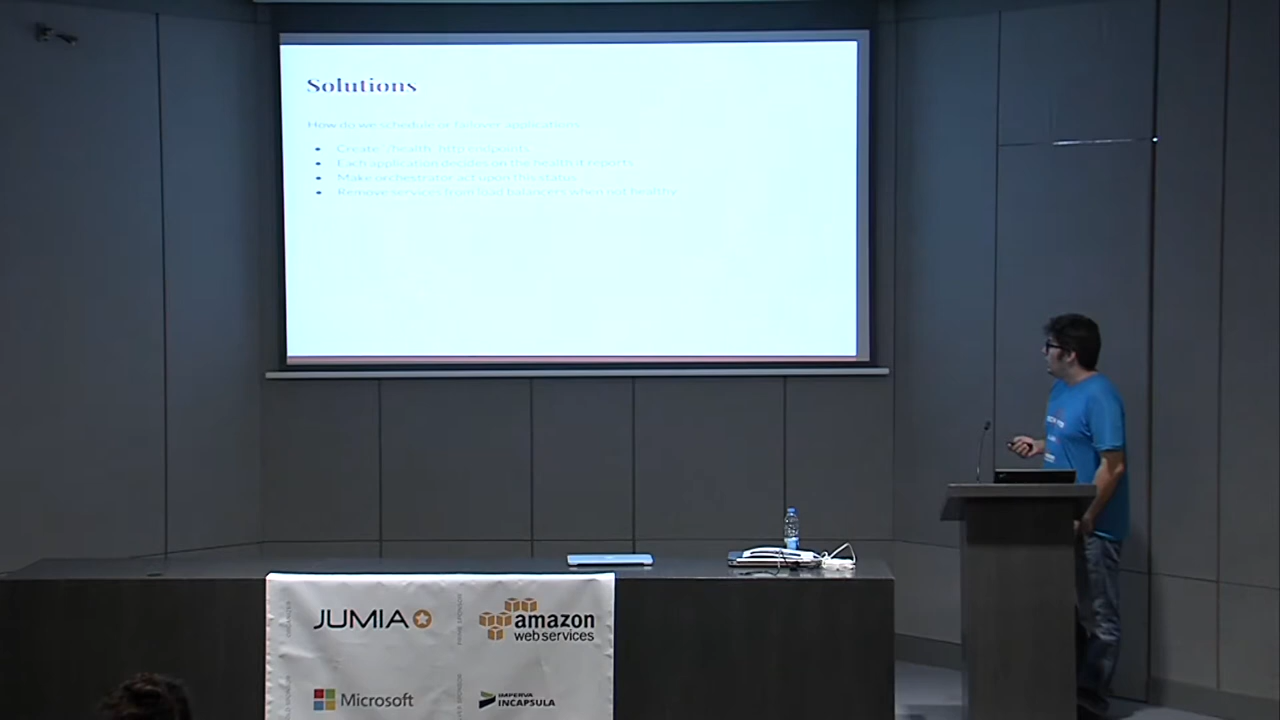 Solutions
How do we schedule or failover applications
Create /health http endpoints
Each application decides on the health it reports
Make orchestrator act upon this status
Remove services from load balancers when not healthy
JUMIA
amazon
web services
Microsoft
IMPERVA
INCAPSULA